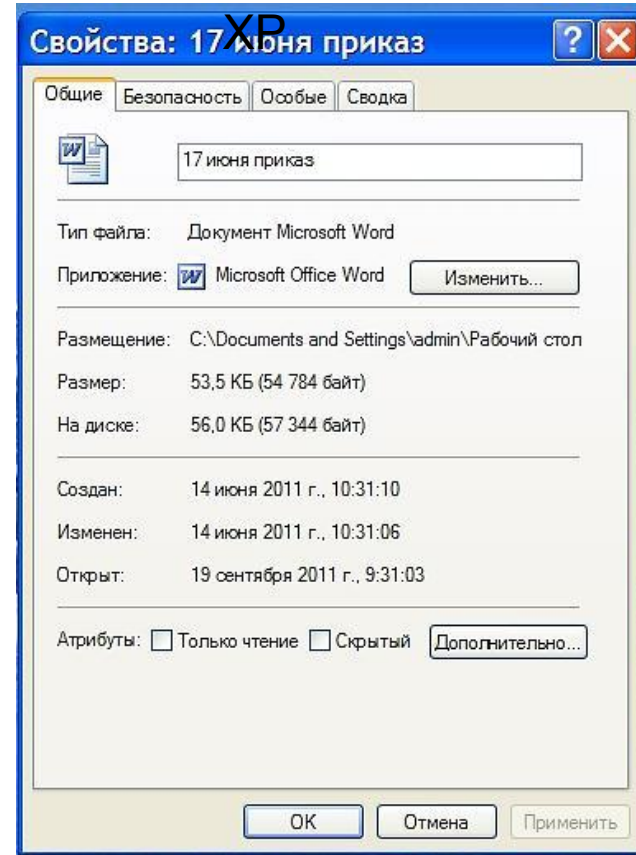 XP
Свойства: 17 июня приказ
Общие Безопасность Особые Сводка
17 июня приказ
Тип файла: Документ Microsoft Word
Приложение: Microsoft Office Word Изменить...
Размещение: C:\Documents and Settings\admin\Рабочий стол
Размер: 53,5 КБ (54 784 байт)
На диске: 56,0 КБ (57 344 байт)
Создан: 14 июня 2011 г., 10:31:10
Изменен: 14 июня 2011 г., 10:31:06
Открыт: 19 сентября 2011 г., 9:31:03
Атрибуты: Только чтение Скрытый Дополнительно...
ОК Отмена Применить